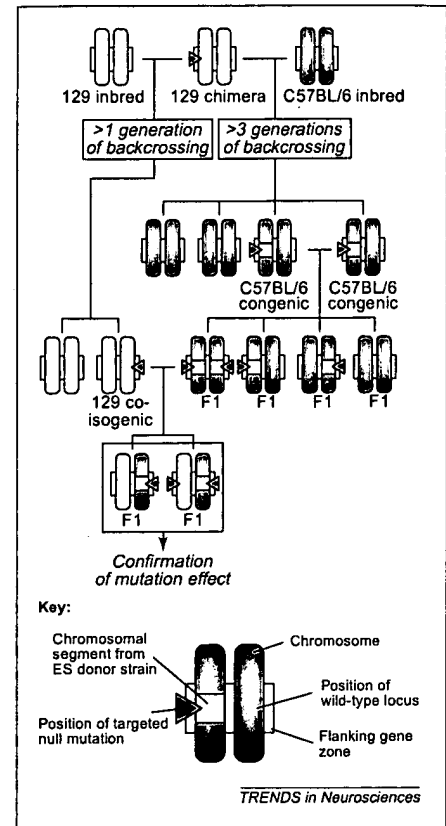 129 inbred
129 chimera
C57BL/6 inbred
>1 generation
of backcrossing
>3 generations
of backcrossing
C57BL/6
congenic
C57BL/6
congenic
129 co-
isogenic
F1
F1
F1
F1
F1
F1
Confirmation
of mutation effect
Key:
Chromosomal
segment from
ES donor strain
Position of targeted
null mutation
Chromosome
Position of
wild-type locus
Flanking gene
zone
TRENDS in Neurosciences